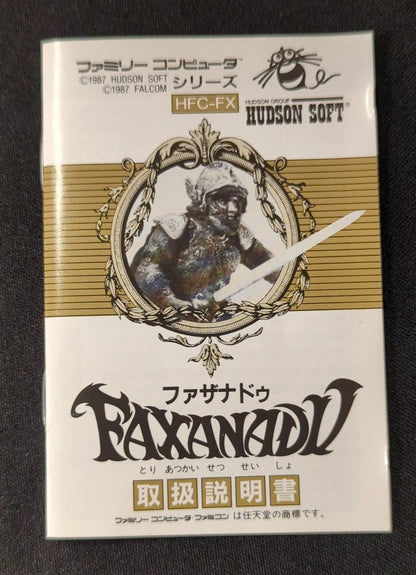 ファミリー コンピュータ™
©1987 HUDSON SOFT シリーズ
©1987 FALCOM
HFC-FX
HUDSON GROUP
HUDSON SOFT®
ファザナドゥ
FAXANADU
とり あつかい せつ めい しょ
取扱説明書
ファミリー コンピュータ・ファミコン は任天堂の商標です。